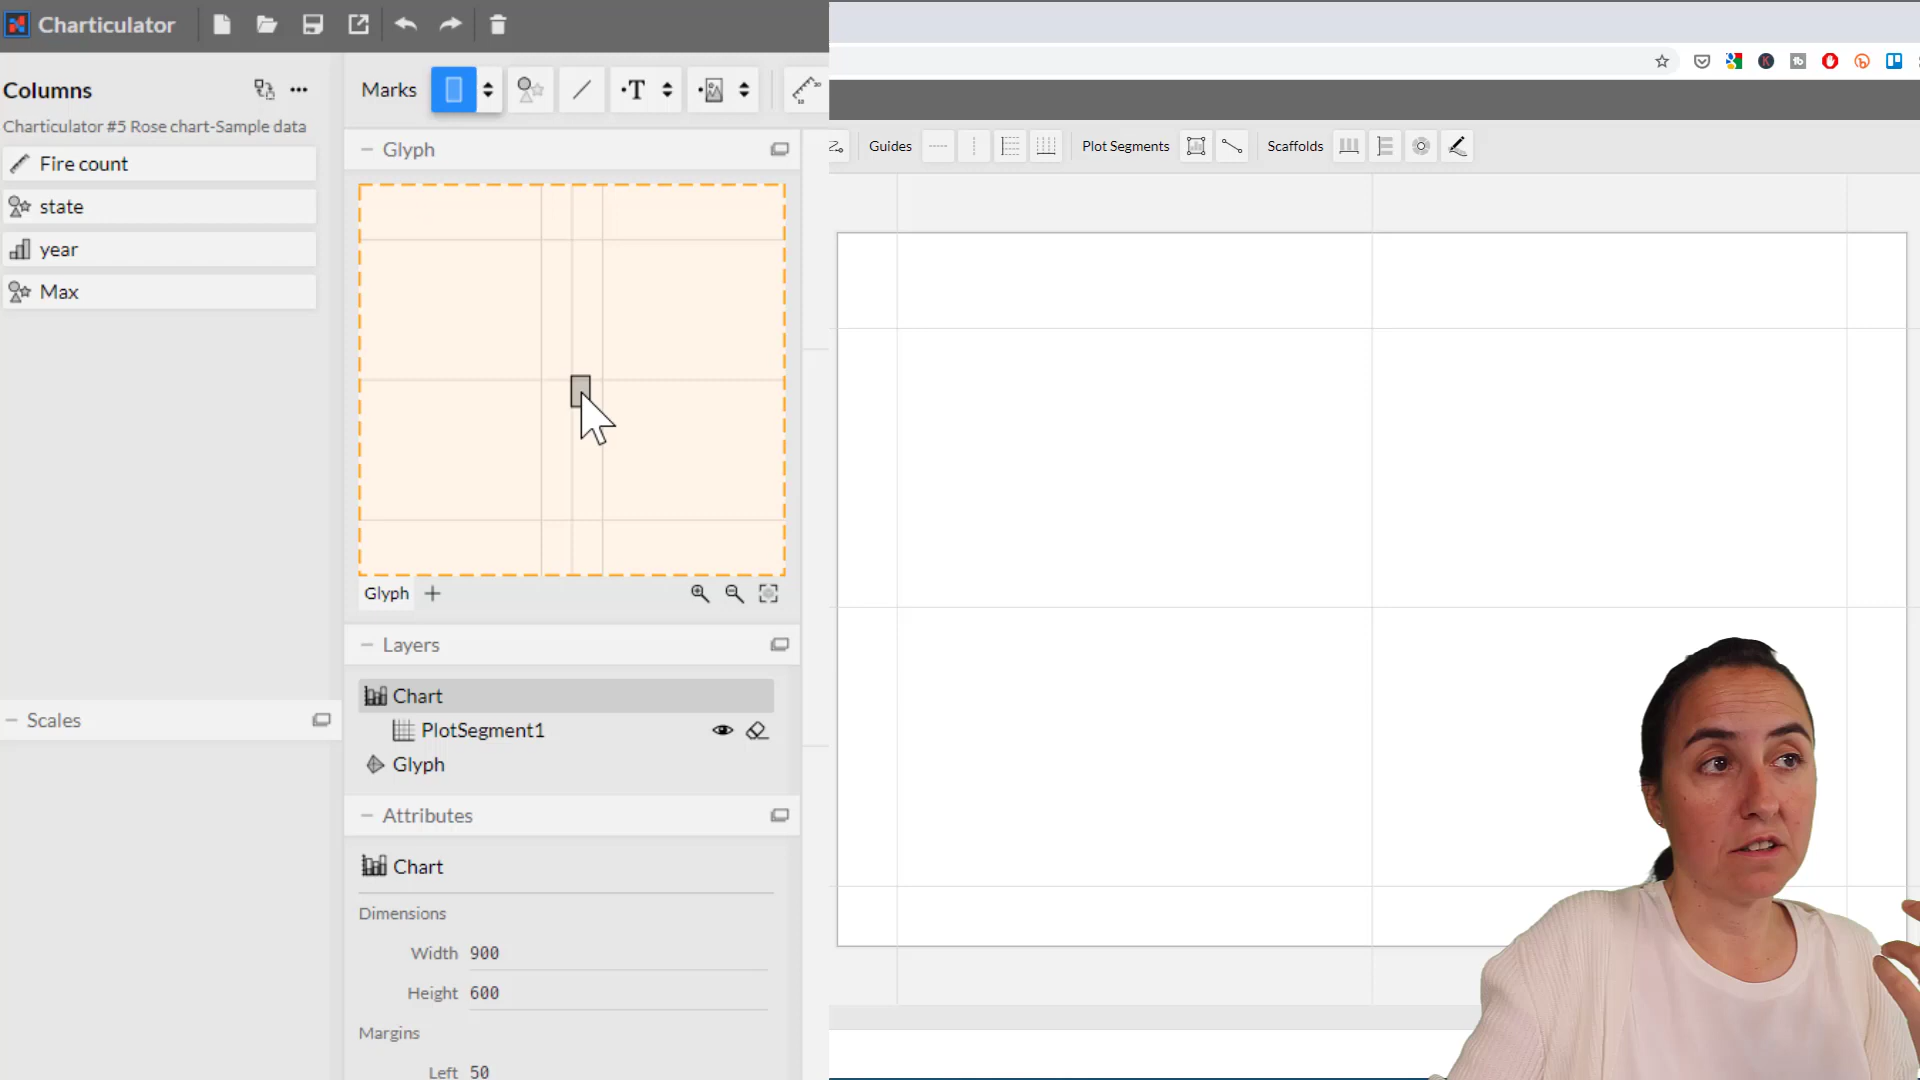 Charticulator
Columns
Charticulator #5 Rose chart-Sample data
Fire count
state
year
Max
Scales
Marks
T
Glyph
Glyph +
Layers
Chart
PlotSegment1
Glyph
Attributes
Chart
Dimensions
Width 900
Height 600
Margins
Left 50
Guides
Plot Segments
Scaffolds